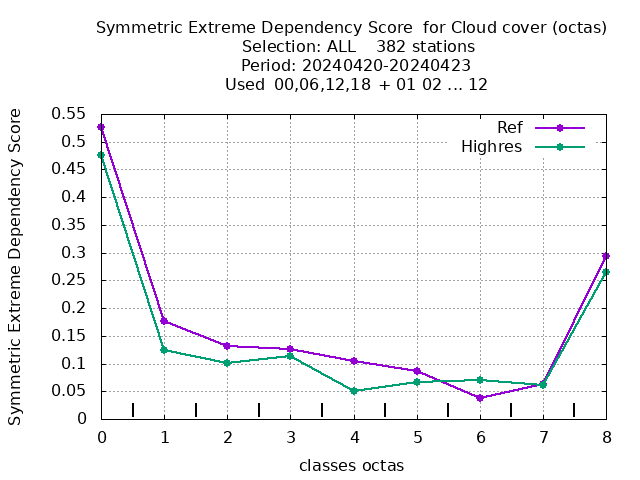 Symmetric Extreme Dependency Score  for Cloud cover (octas)
Selection: ALL    382 stations
Period: 20240420-20240423
Used  00,06,12,18  + 01 02 ... 12
Symmetric Extreme Dependency Score
0.55
0.5
0.45
0.4
0.35
0.3
0.25
0.2
0.15
0.1
0.05
0
Ref
Highres
0 1 2 3 4 5 6 7 8
classes octas